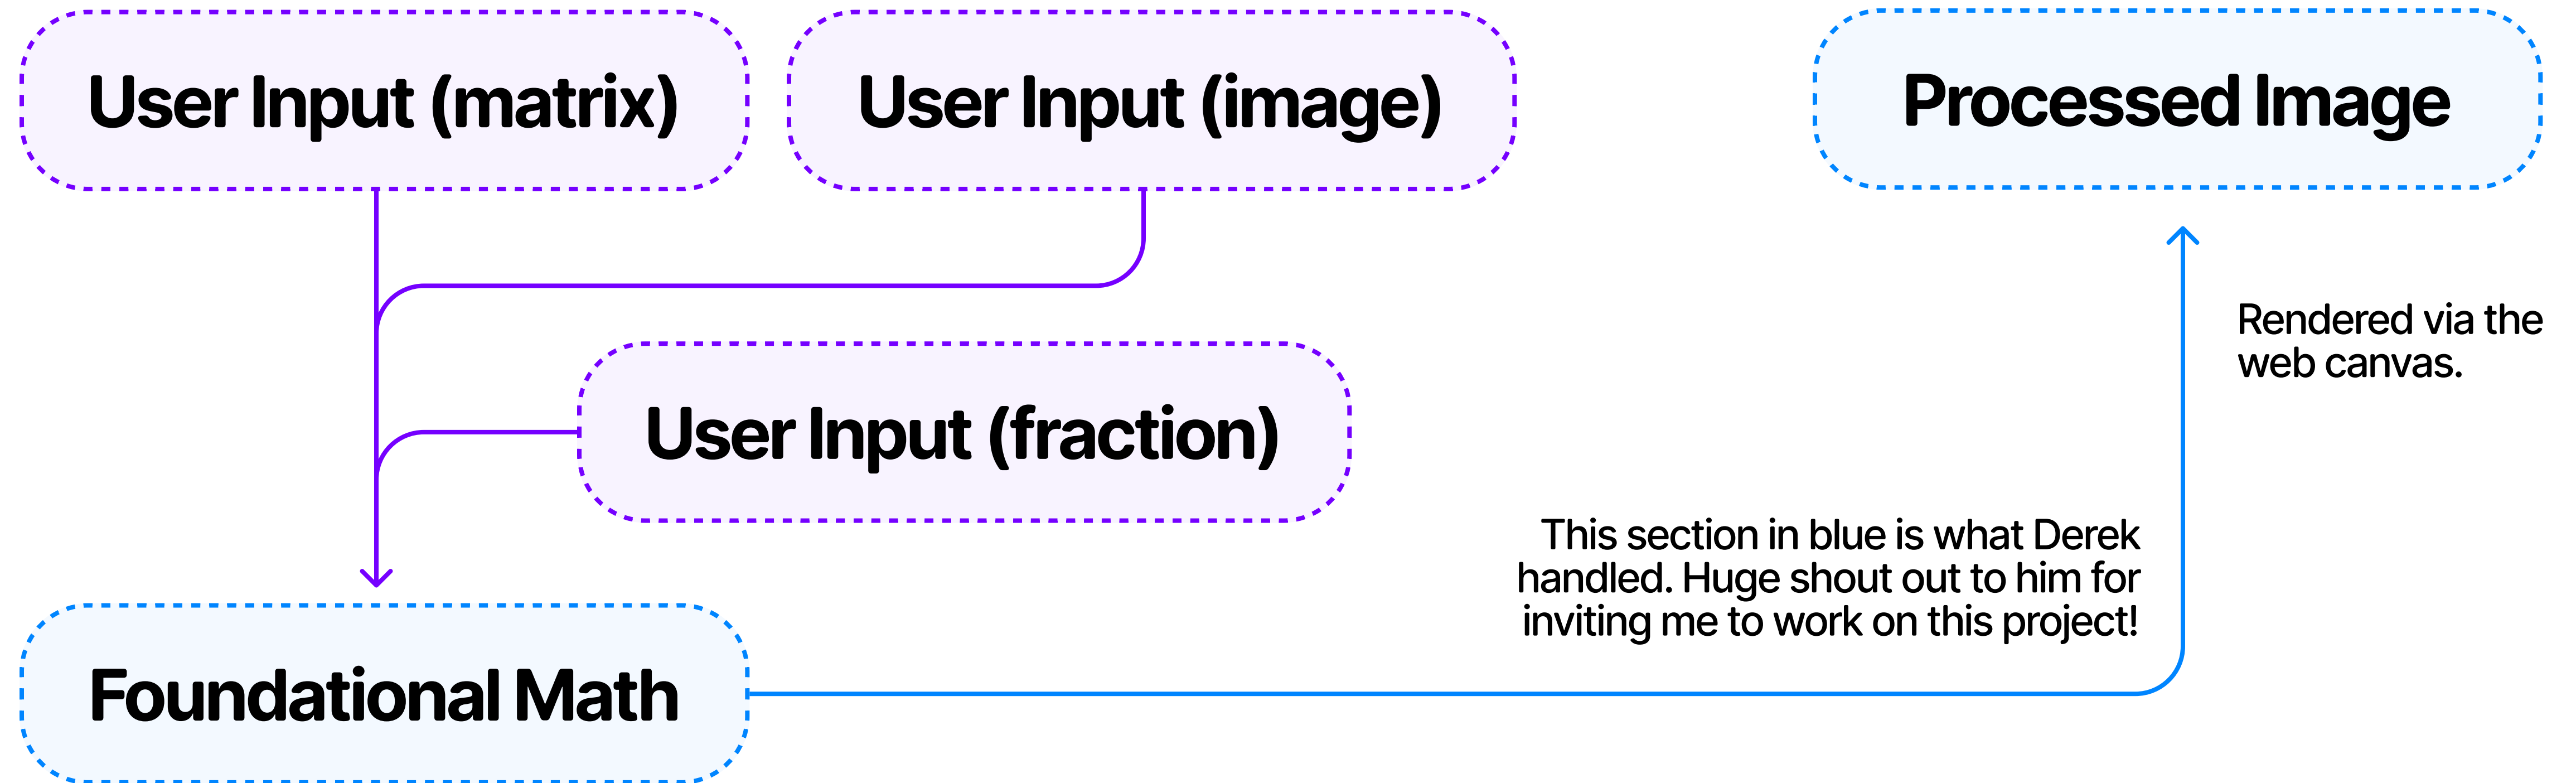 User Input (matrix)
User Input (image)
Processed Image
Rendered via the
web canvas.
User Input (fraction)
This section in blue is what Derek
handled. Huge shout out to him for
inviting me to work on this project!
Foundational Math